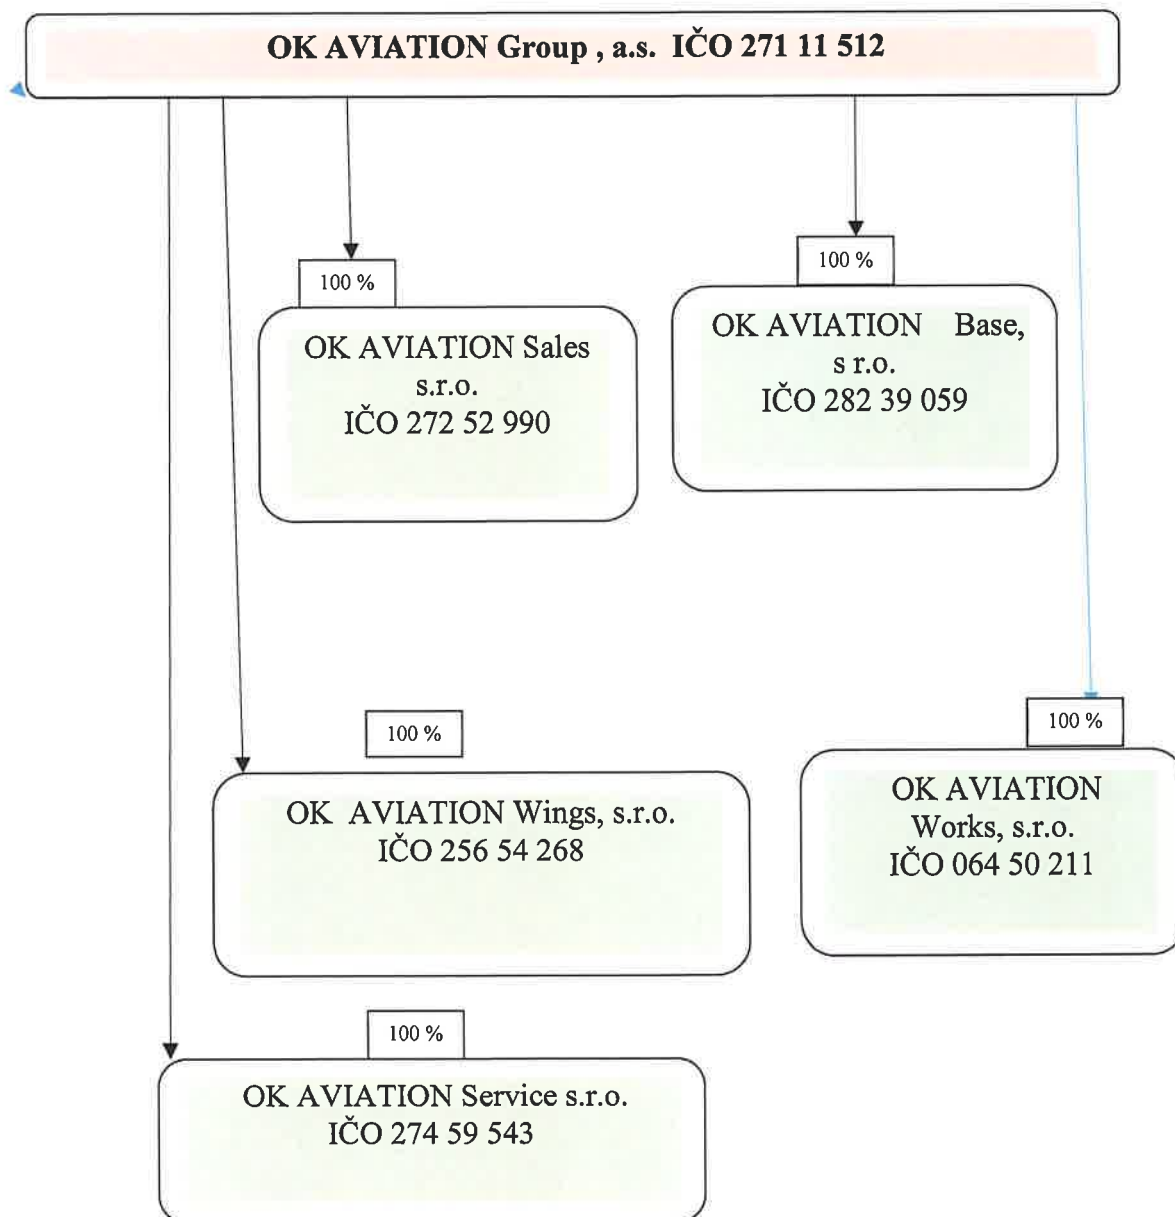 OK AVIATION Group , a.s. IČO 271 11 512
100 %
OK AVIATION Sales
s.r.o.
IČO 272 52 990
100 %
OK AVIATION Base,
s r.o.
IČO 282 39 059
100 %
OK AVIATION Wings, s.r.o.
IČO 256 54 268
100 %
OK AVIATION
Works, s.r.o.
IČO 064 50 211
100 %
OK AVIATION Service s.r.o.
IČO 274 59 543